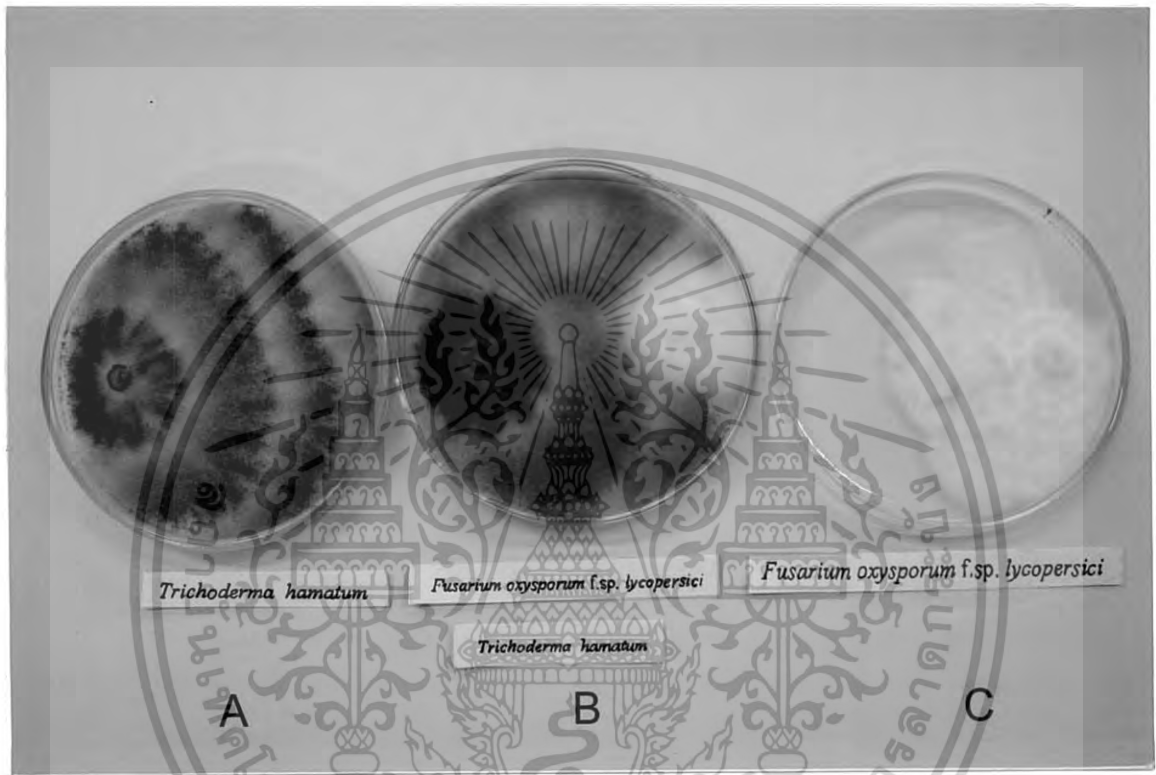 Trichoderma hamatum
Fusarium oxysporum f.sp. lycopersici
Trichoderma hamatum
Fusarium oxysporum f.sp. lycopersici
A
B
C